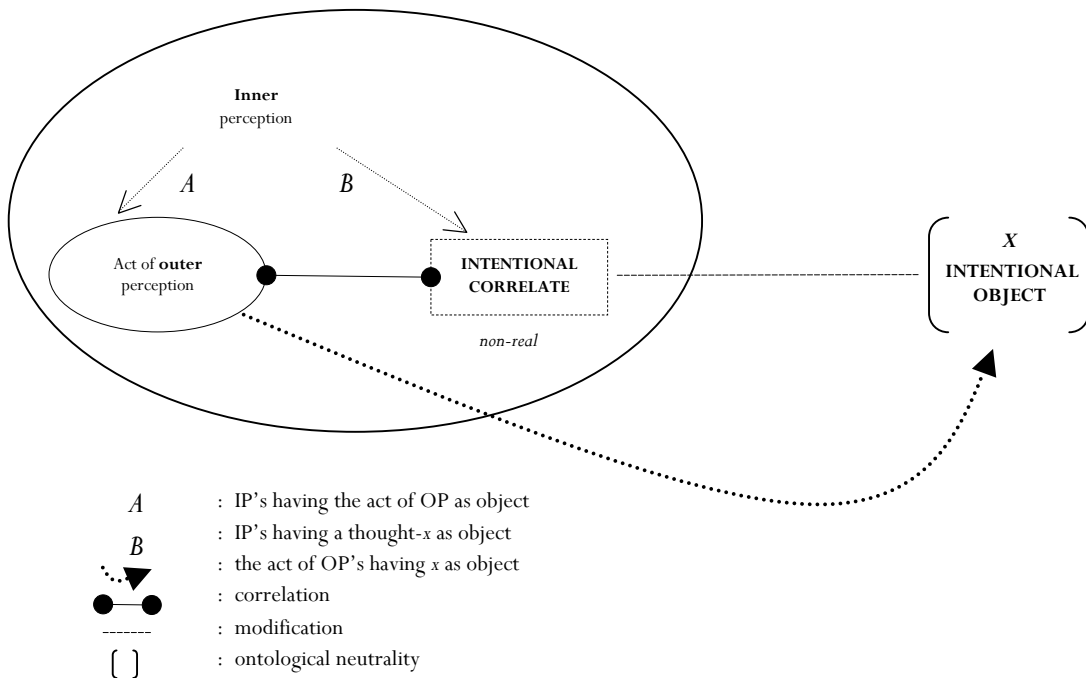 Inner
perception
A
B
Act of outer
perception
INTENTIONAL
CORRELATE
non-real
X
INTENTIONAL
OBJECT
A : IP’s having the act of OP as object
B : IP’s having a thought-x as object
: the act of OP’s having x as object
: correlation
: modification
[ ] : ontological neutrality